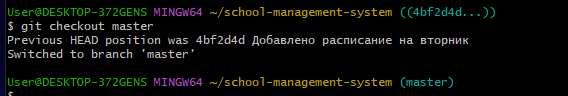 User@DESKTOP-372GENS MINGW64 ~/school-management-system ((4bf2d4d...))
$ git checkout master
Previous HEAD position was 4bf2d4d Добавлено расписание на вторник
Switched to branch 'master'
User@DESKTOP-372GENS MINGW64 ~/school-management-system (master)
$